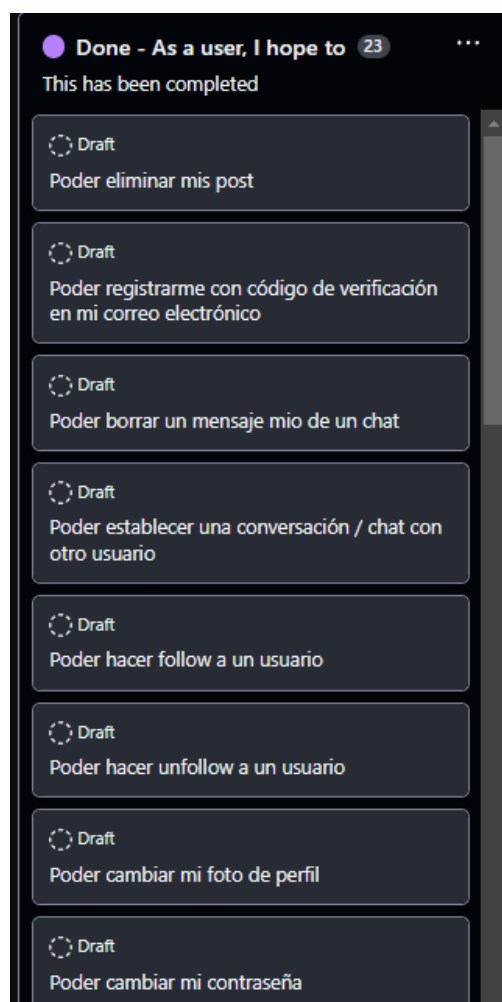 Done - As a user, I hope to 23 ...
This has been completed
Draft
Poder eliminar mis post
Draft
Poder registrarme con código de verificación
en mi correo electrónico
Draft
Poder borrar un mensaje mio de un chat
Draft
Poder establecer una conversación / chat con
otro usuario
Draft
Poder hacer follow a un usuario
Draft
Poder hacer unfollow a un usuario
Draft
Poder cambiar mi foto de perfil
Draft
Poder cambiar mi contraseña